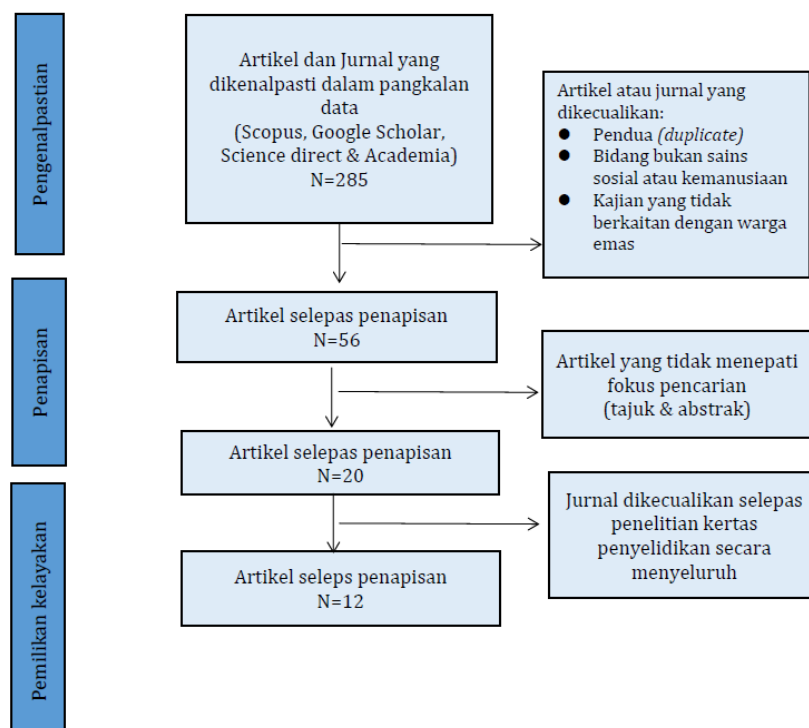 Pengenalpastian
Artikel dan Jurnal yang
dikenalpasti dalam pangkalan
data
(Scopus, Google Scholar,
Science direct & Academia)
N=285
Artikel atau jurnal yang
dikecualikan:
● Pendua (duplicate)
● Bidang bukan sains
sosial atau kemanusiaan
● Kajian yang tidak
berkaitan dengan warga
emas
Penapisan
Artikel selepas penapisan
N=56
Artikel yang tidak menepati
fokus pencarian
(tajuk & abstrak)
Artikel selepas penapisan
N=20
Pemilikan kelayakan
Jurnal dikecualikan selepas
penelitian kertas
penyelidikan secara
menyeluruh
Artikel seleps penapisan
N=12